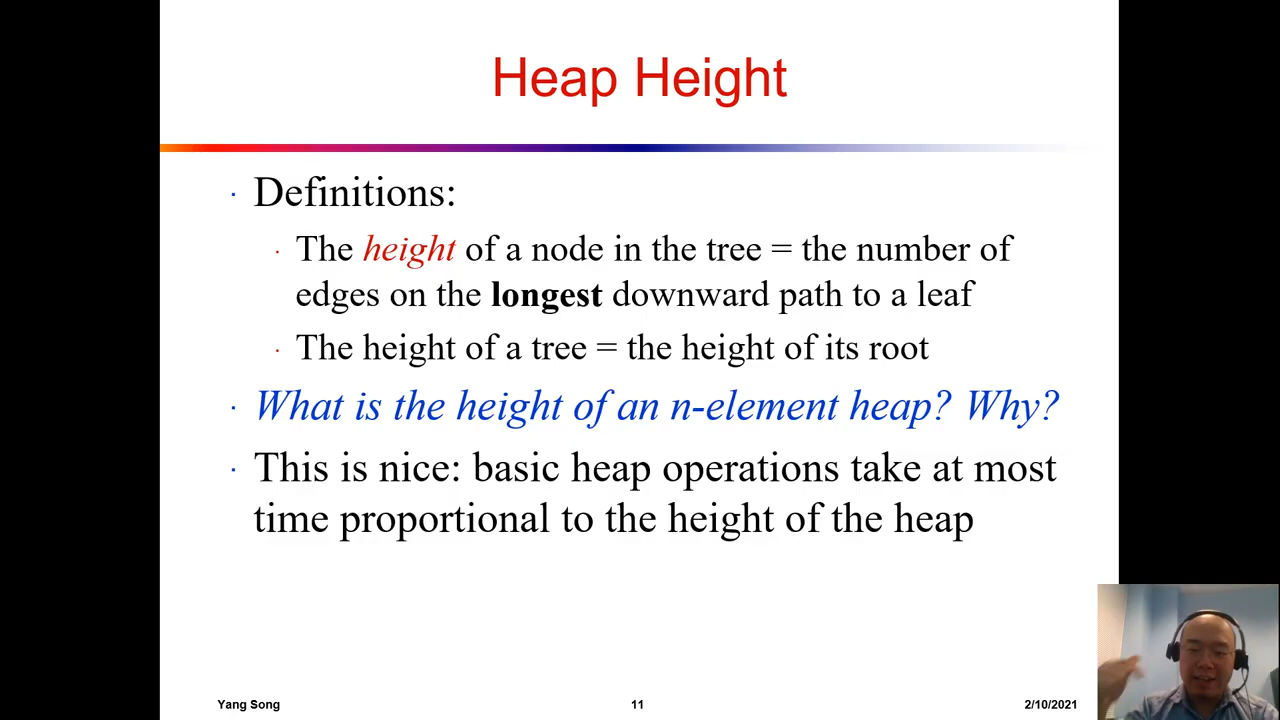 Heap Height
· Definitions:
· The height of a node in the tree = the number of
edges on the longest downward path to a leaf
· The height of a tree = the height of its root
· What is the height of an n-element heap? Why?
· This is nice: basic heap operations take at most
time proportional to the height of the heap
Yang Song
11
2/10/2021